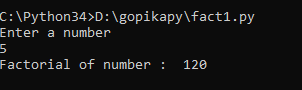 C:\Python34>D:\gopikapy\fact1.py
Enter a number
5
Factorial of number :  120